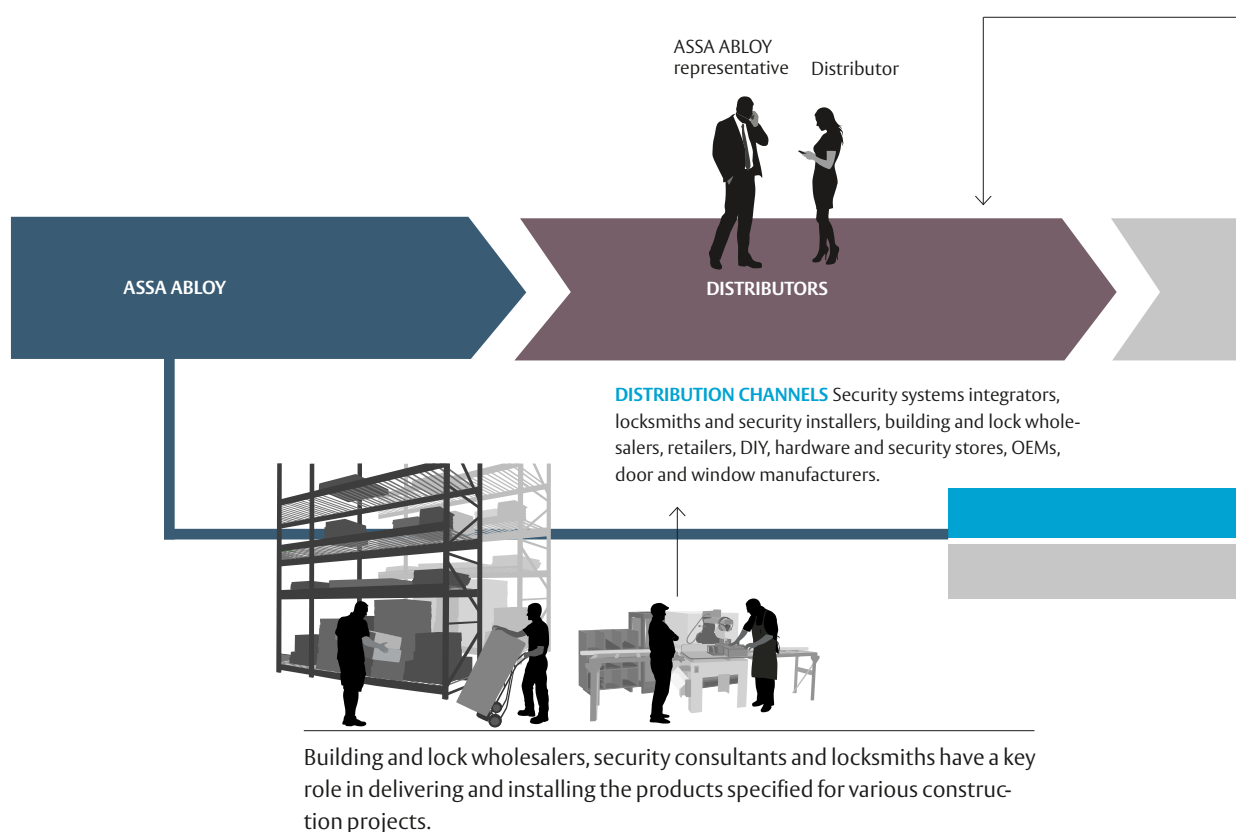 ASSA ABLOY
representative
Distributor
ASSA ABLOY
DISTRIBUTORS
DISTRIBUTION CHANNELS Security systems integrators,
locksmiths and security installers, building and lock whole-
salers, retailers, DIY, hardware and security stores, OEMs,
door and window manufacturers.
Building and lock wholesalers, security consultants and locksmiths have a key
role in delivering and installing the products specified for various construc-
tion projects.